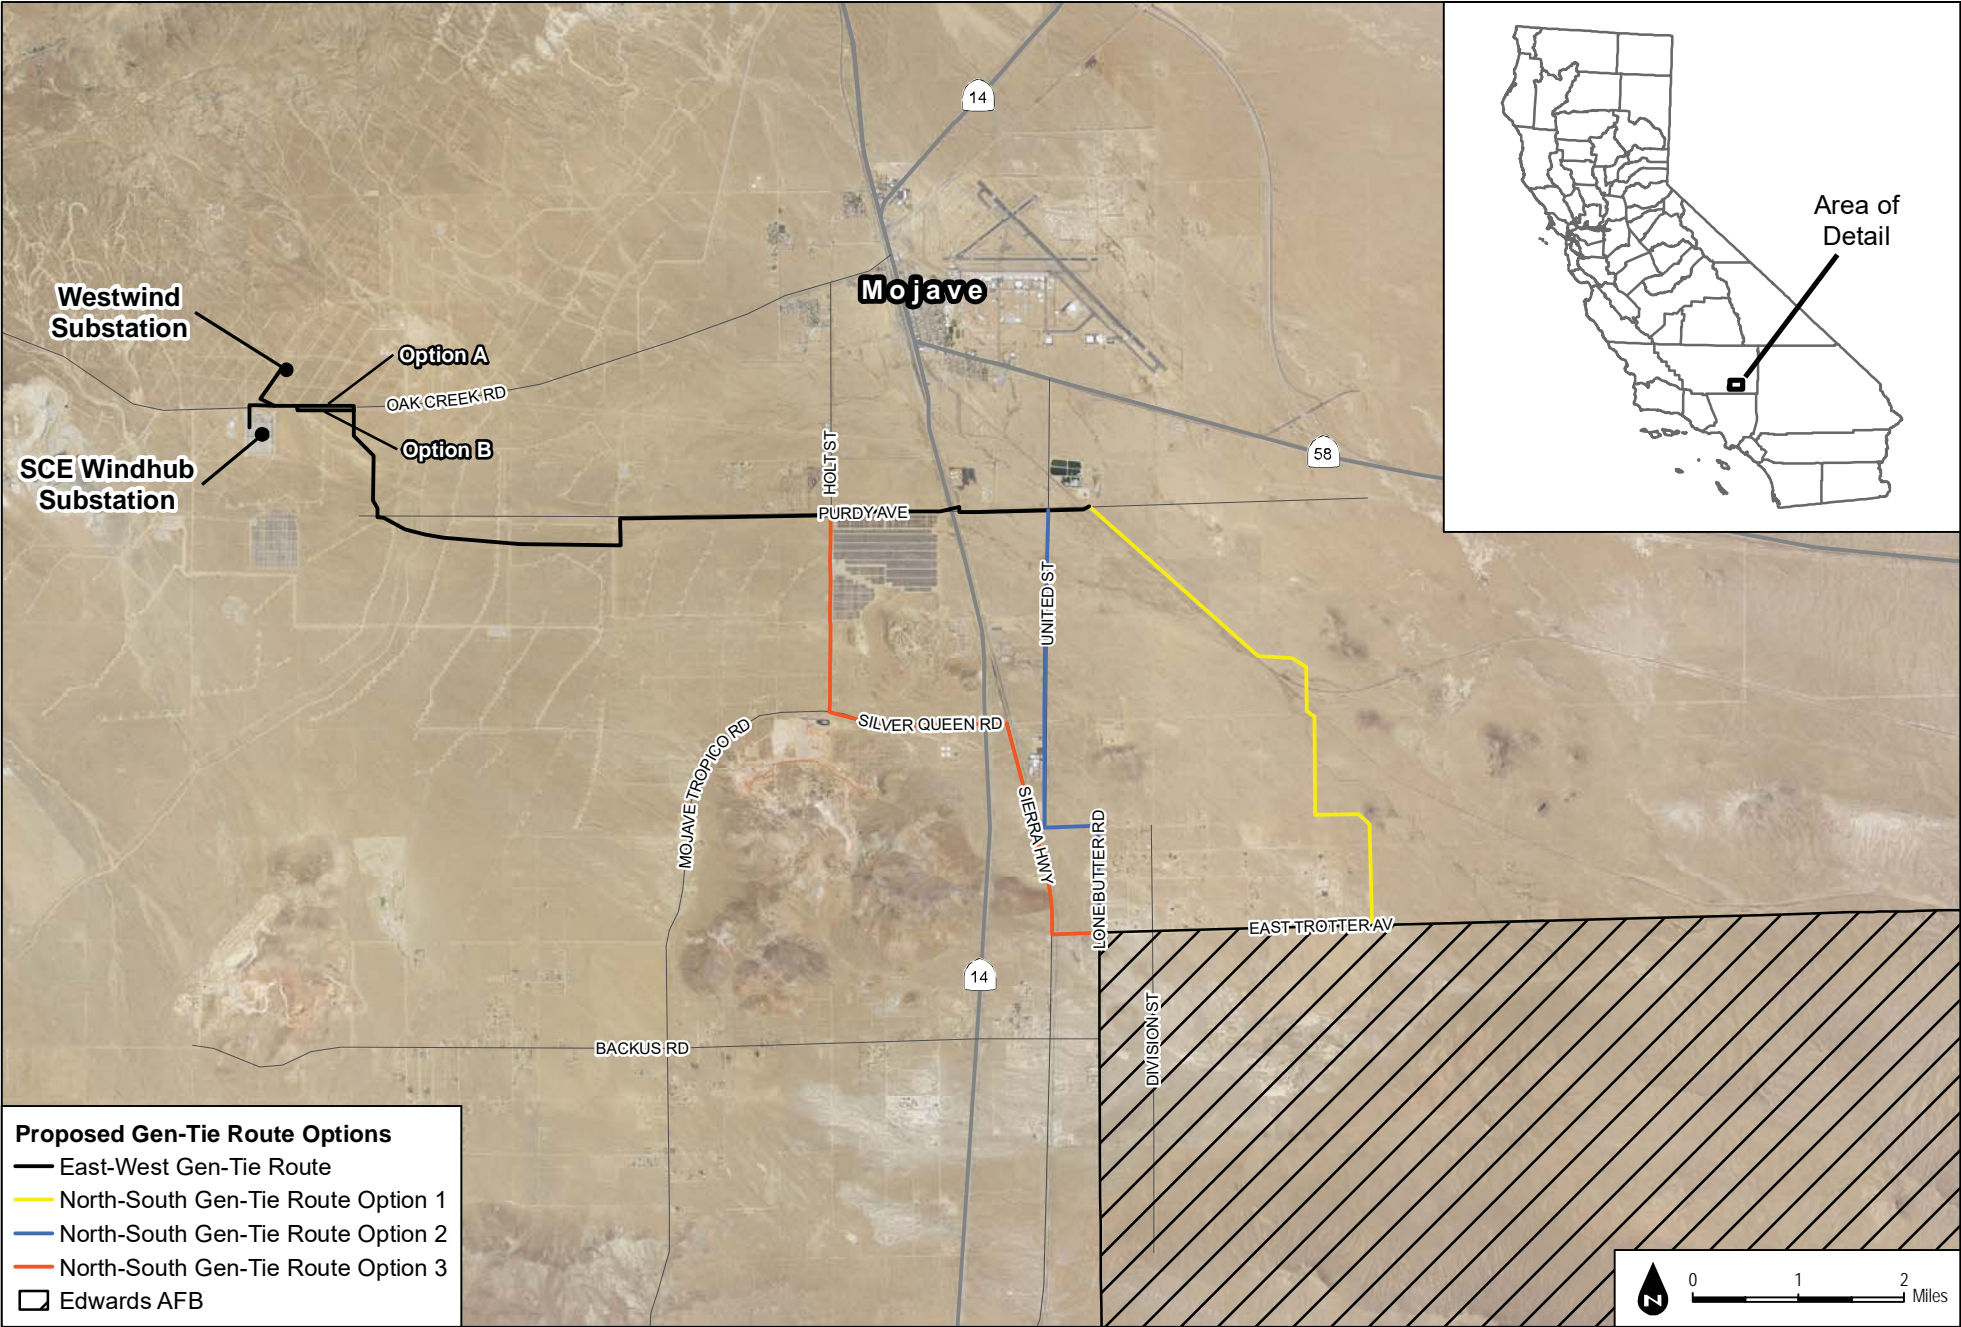 14
Area of
Detail
Mojave
Westwind
Substation
Option A
OAK CREEK RD
Option B
HOLT ST
58
SCE Windhub
Substation
PURDY AVE
UNITED ST
SILVER QUEEN RD
MOJAVE TROPICO RD
SIERRA HWY
LONE BUTTER RD
EAST TROTTER AV
14
DIVISION ST
BACKUS RD
Proposed Gen-Tie Route Options
East-West Gen-Tie Route
North-South Gen-Tie Route Option 1
North-South Gen-Tie Route Option 2
North-South Gen-Tie Route Option 3
Edwards AFB
N
0 1 2
Miles